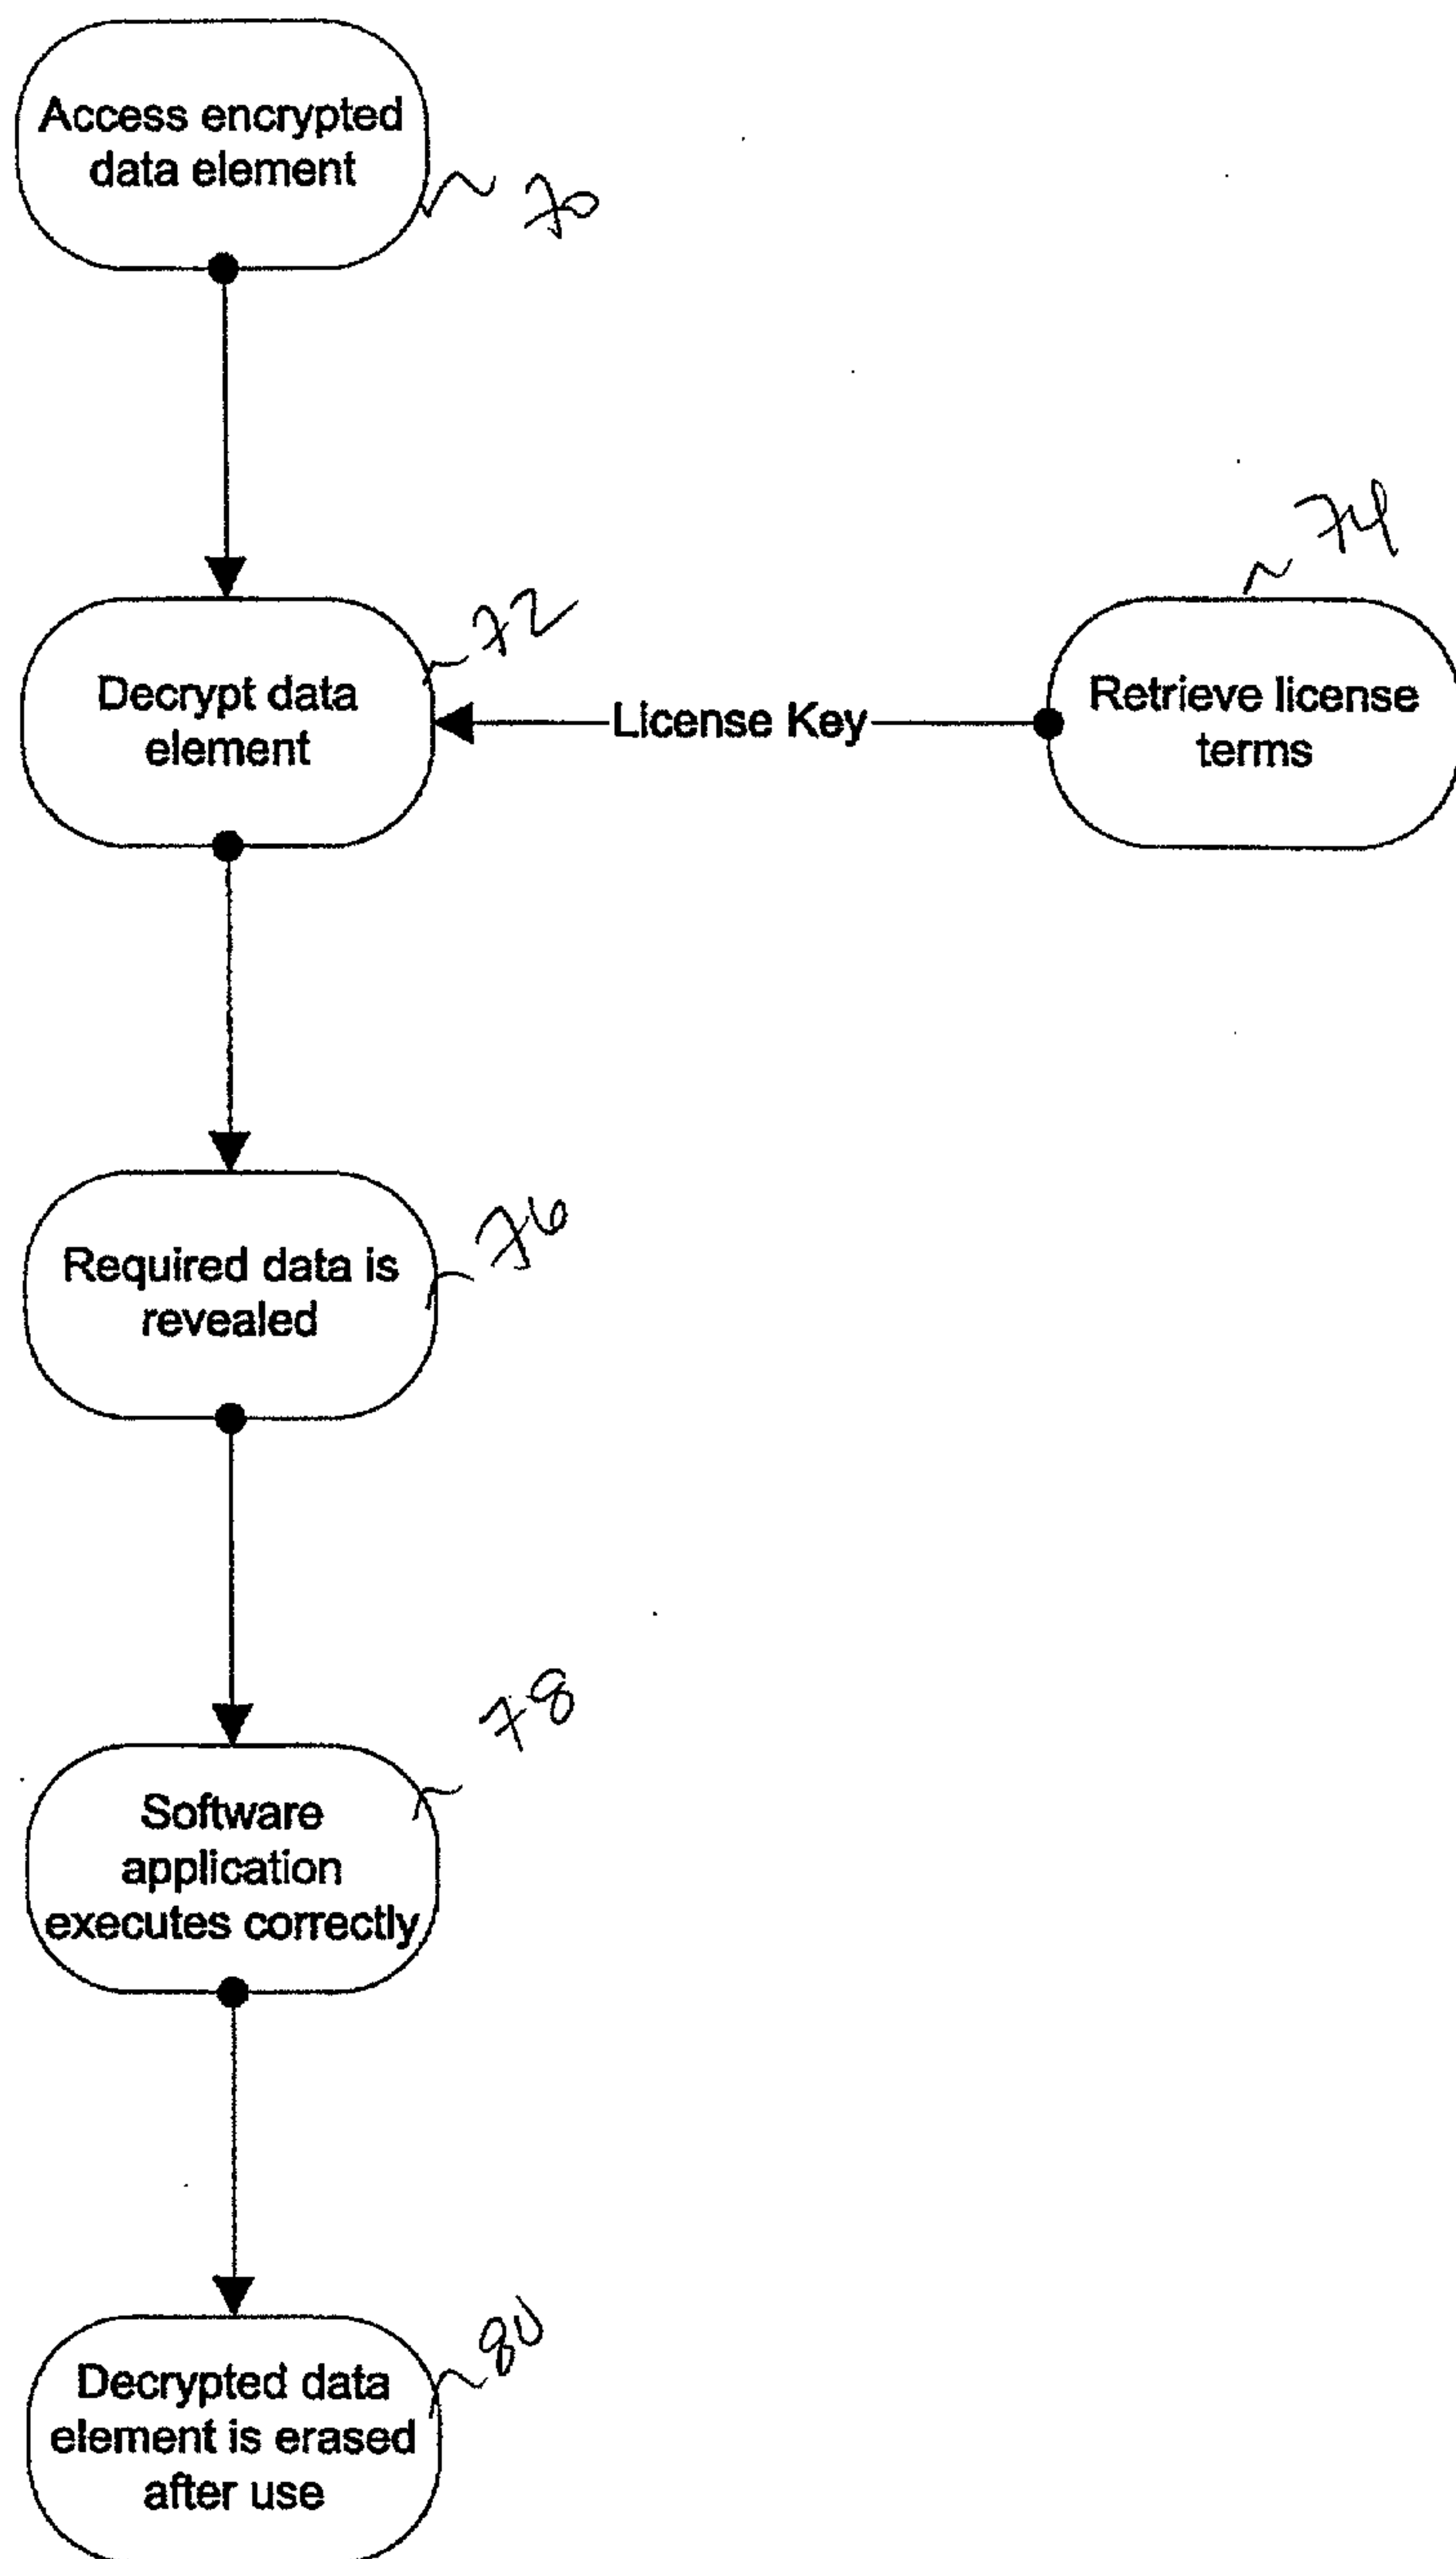 Access encrypted
data element
70
72
74
Decrypt data
element
License Key
Retrieve license
terms
76
Required data is
revealed
78
Software
application
executes correctly
80
Decrypted data
element is erased
after use